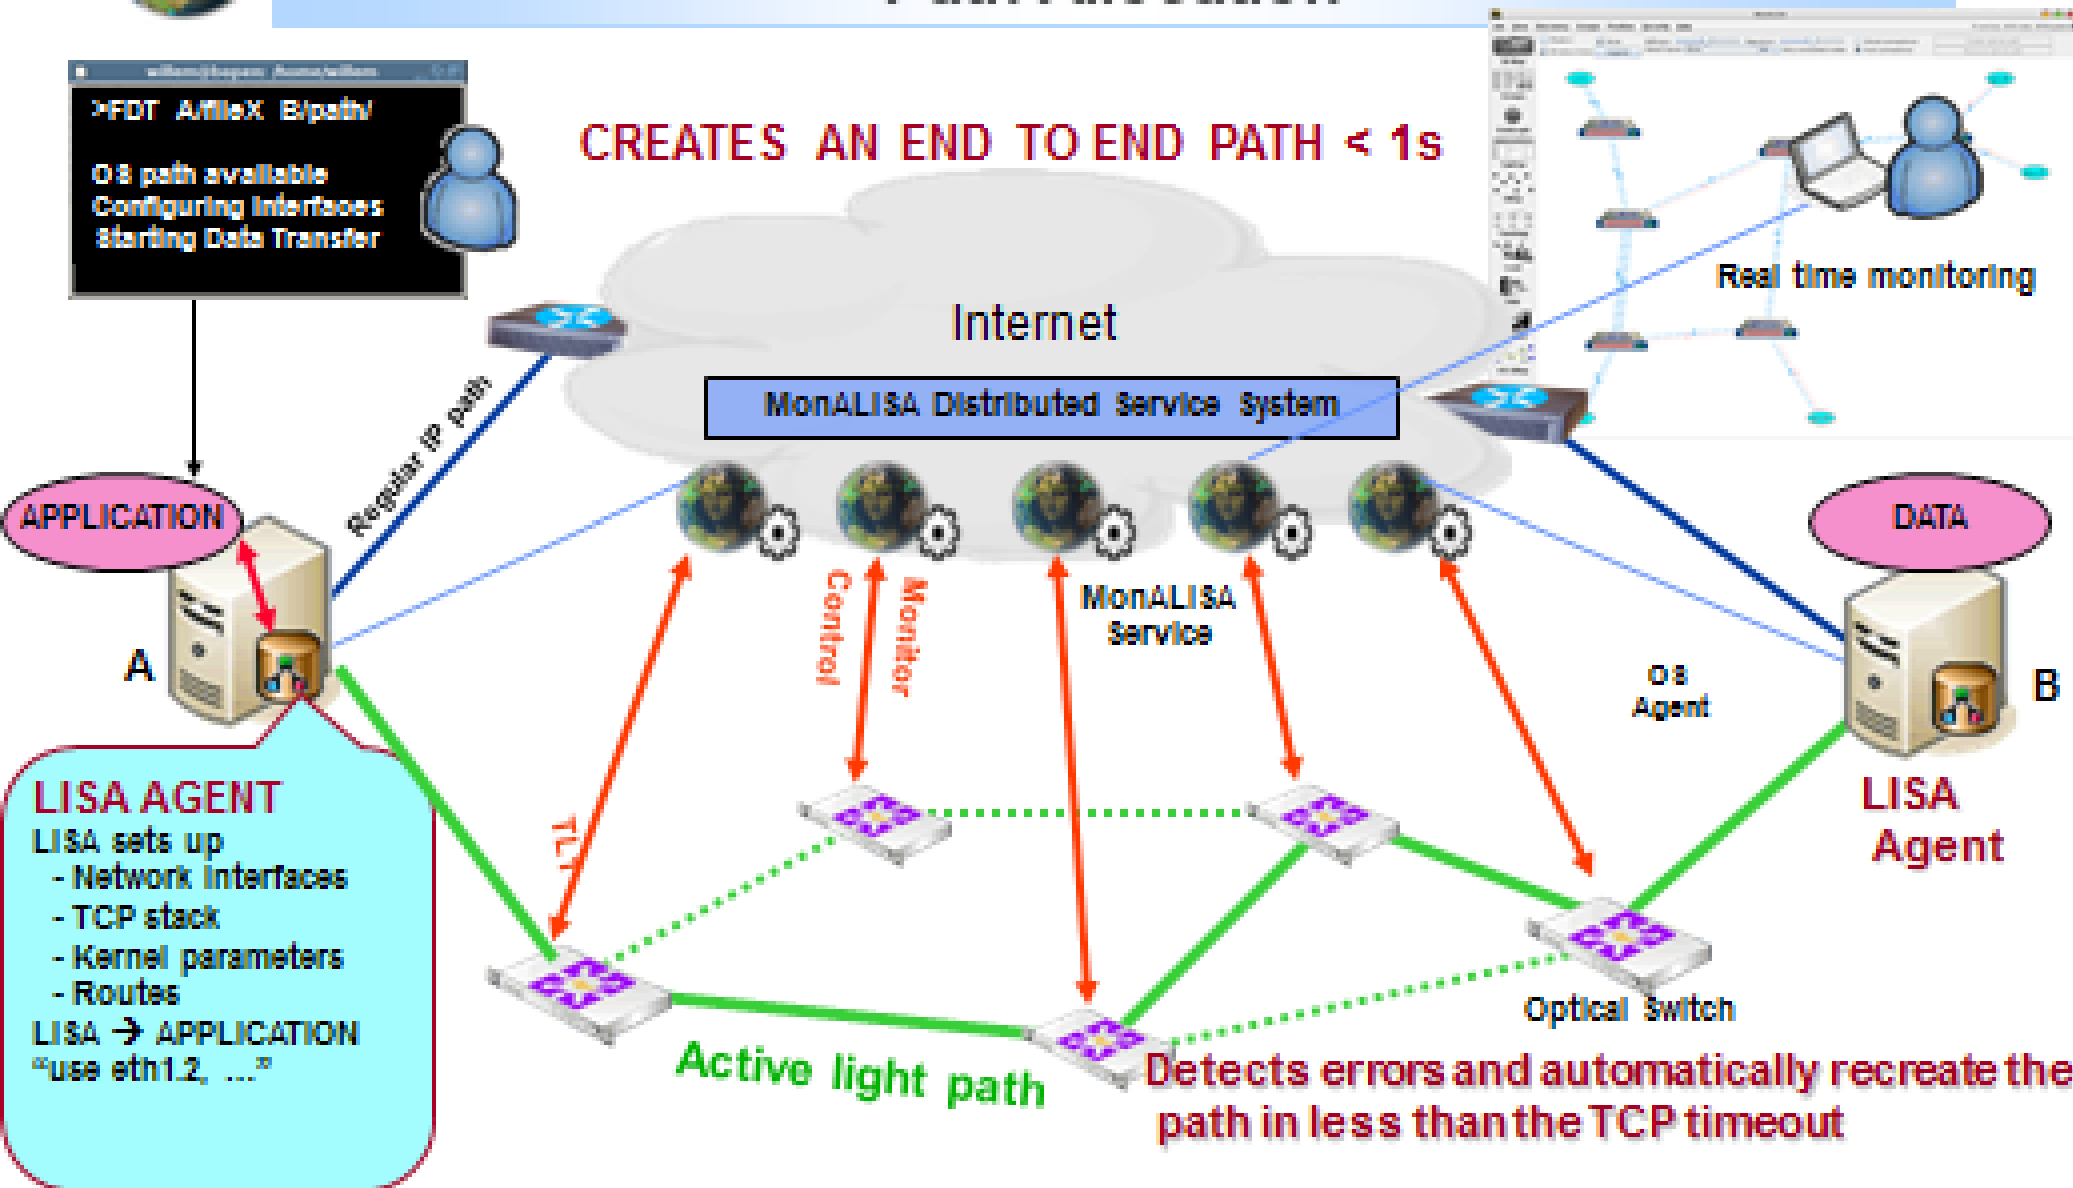 >FDT A/fileX B/path/
OS path available
Configuring interfaces
Starting Data Transfer
CREATES AN END TO END PATH < 1s
Real time monitoring
Internet
MonALISA Distributed Service System
Regular IP path
APPLICATION
DATA
MonALISA
Service
Control
Monitor
A
OS
Agent
B
LISA AGENT
LISA sets up
- Network interfaces
- TCP stack
- Kernel parameters
- Routes
LISA → APPLICATION
“use eth1.2, ...”
LISA
Agent
TL1
Optical Switch
Active light path
Detects errors and automatically recreate the
path in less than the TCP timeout